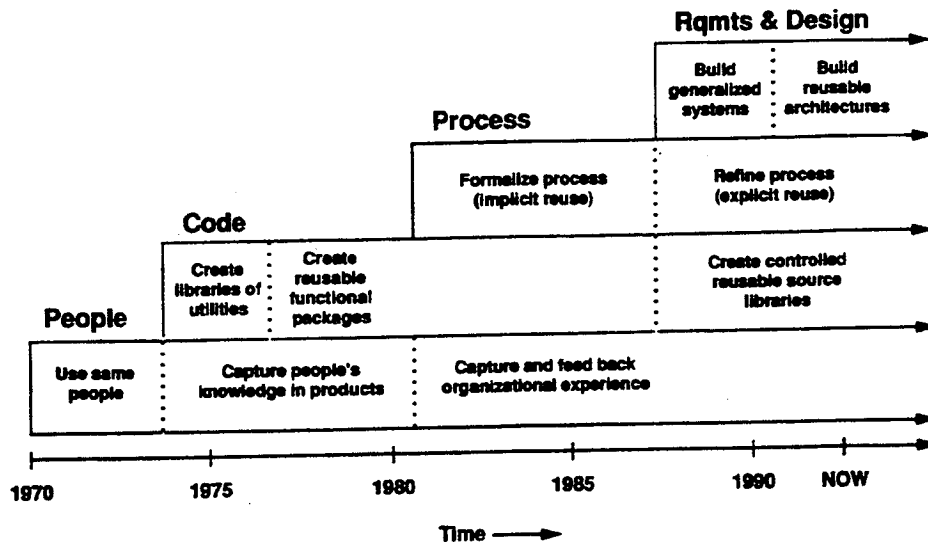 Rqmts & Design
Build
generalized
systems
Build
reusable
architectures
Process
Formalize process
(implicit reuse)
Refine process
(explicit reuse)
Code
Create
libraries of
utilities
Create
reusable
functional
packages
Create controlled
reusable source
libraries
People
Use same
people
Capture people's
knowledge in products
Capture and feed back
organizational experience
1970
1975
1980
1985
1990
NOW
Time